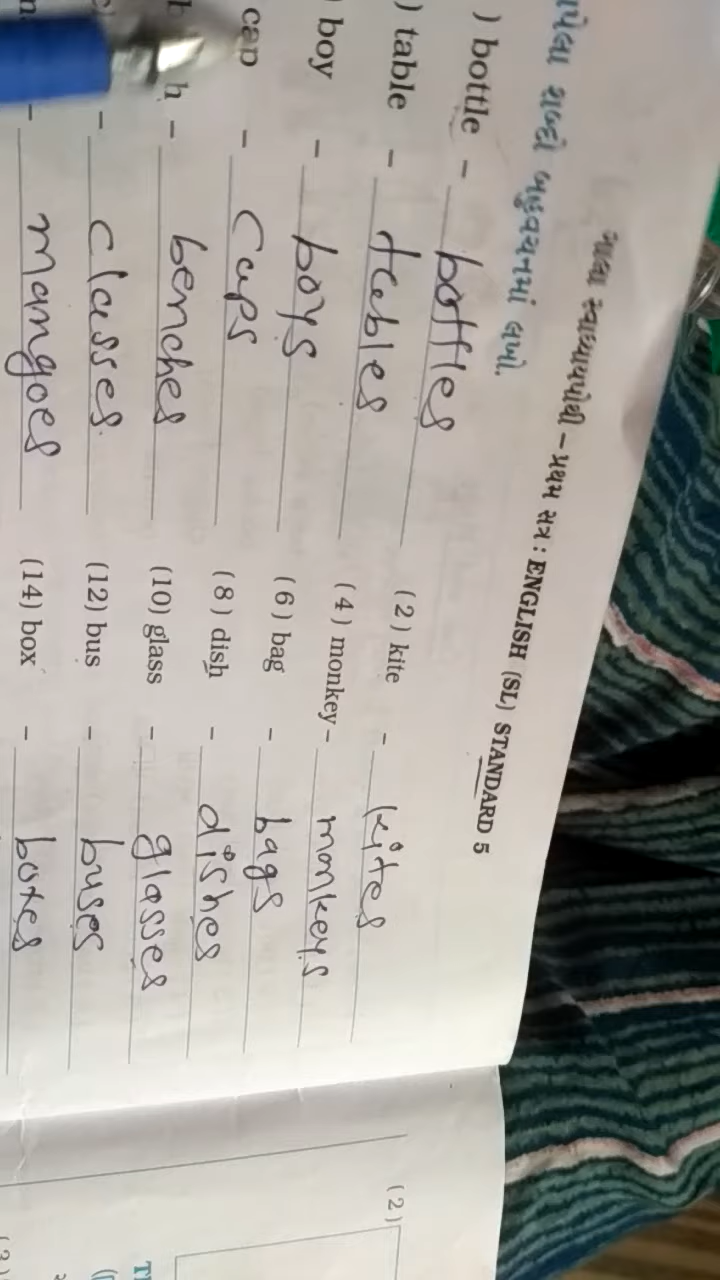 સ્વાધ્યાયપોથી – પ્રથમ સત્ર : ENGLISH (SL) STANDARD 5
શબ્દો બહુવચનમાં લખો.
) bottle - bottles (2) kite - kites
) table - tables (4) monkey - monkeys
) boy - boys (6) bag - bags
cap - caps (8) dish - dishes
h - benches (10) glass - glasses
- classes (12) bus - buses
- mangoes (14) box - boxes
(2)